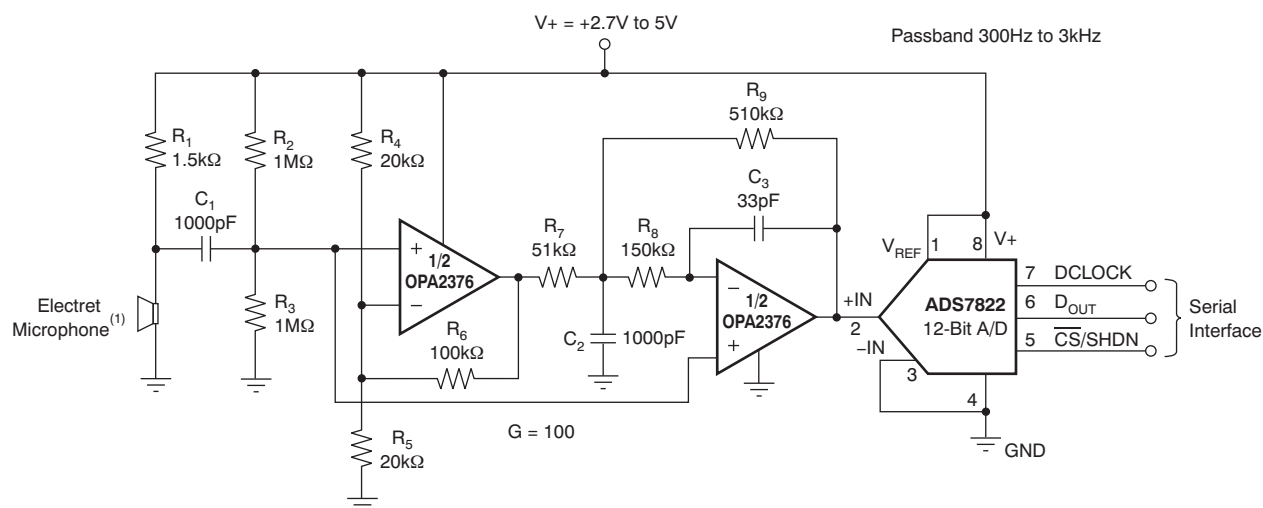 V+ = +2.7V to 5V
Passband 300Hz to 3kHz
R1
1.5kΩ
R2
1MΩ
R4
20kΩ
R9
510kΩ
C3
33pF
C1
1000pF
R7
51kΩ
R8
150kΩ
VREF
1
8
V+
+
1/2
OPA2376
−
−
1/2
OPA2376
+
+IN
2
−IN
3
ADS7822
12-Bit A/D
7
DCLOCK
6
DOUT
5
CS/SHDN
Serial
Interface
Electret
Microphone(1)
R3
1MΩ
R6
100kΩ
C2
1000pF
4
G = 100
R5
20kΩ
GND